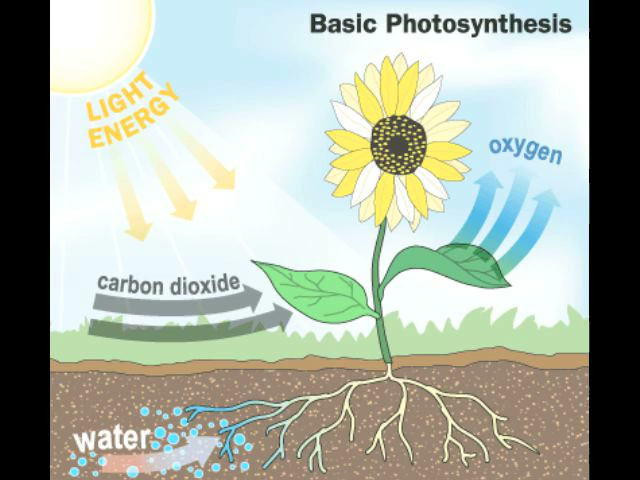 Basic Photosynthesis
LIGHT
ENERGY
oxygen
carbon dioxide
water